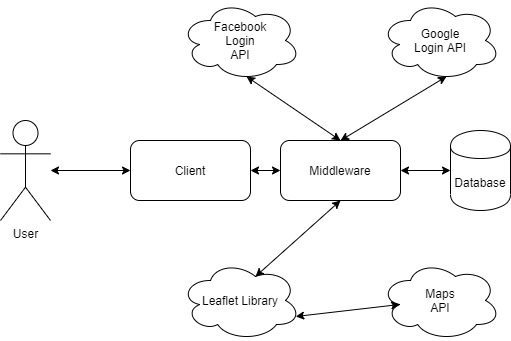 Facebook
Login
API
Google
Login API
Client
Middleware
Database
User
Leaflet Library
Maps
API